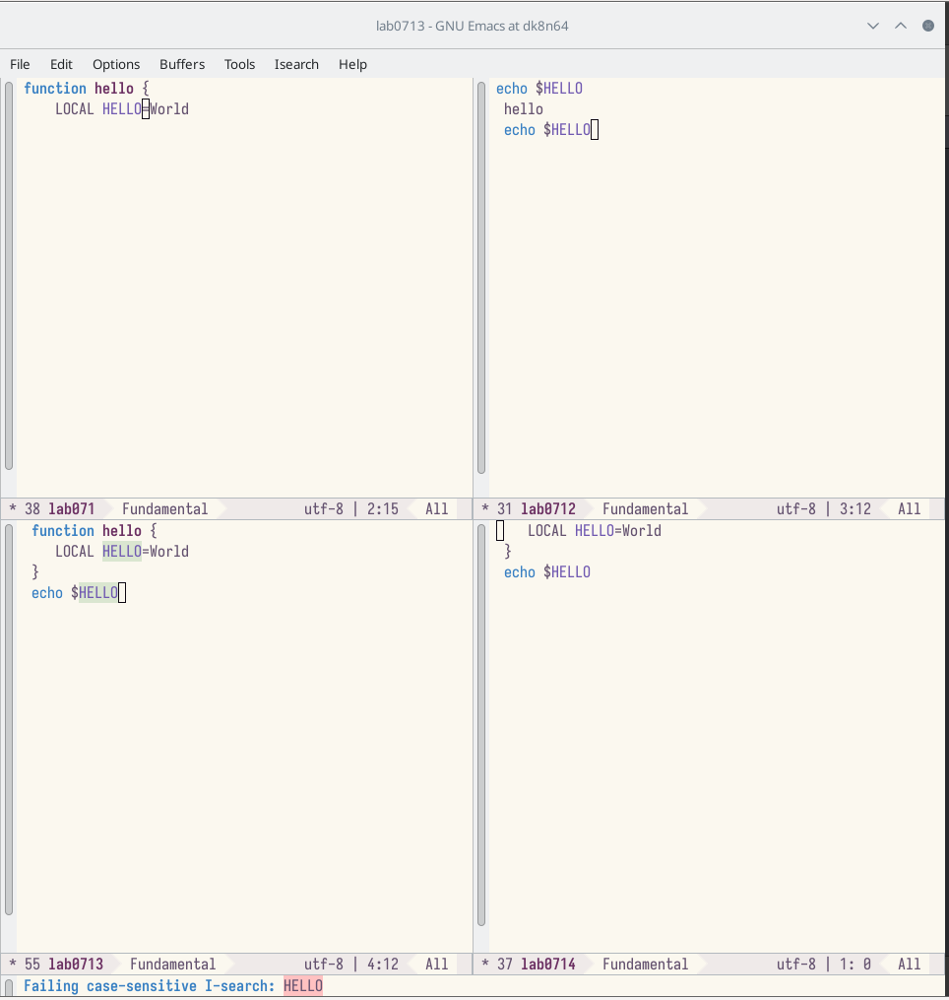 lab0713 - GNU Emacs at dk8n64
File Edit Options Buffers Tools Isearch Help
function hello {
LOCAL HELLO=World
* 38 lab071 Fundamental utf-8 | 2:15 All
echo $HELLO
hello
echo $HELLO
* 31 lab0712 Fundamental utf-8 | 3:12 All
function hello {
LOCAL HELLO=World
}
echo $HELLO
* 55 lab0713 Fundamental utf-8 | 4:12 All
LOCAL HELLO=World
}
echo $HELLO
* 37 lab0714 Fundamental utf-8 | 1: 0 All
Failing case-sensitive I-search: HELLO